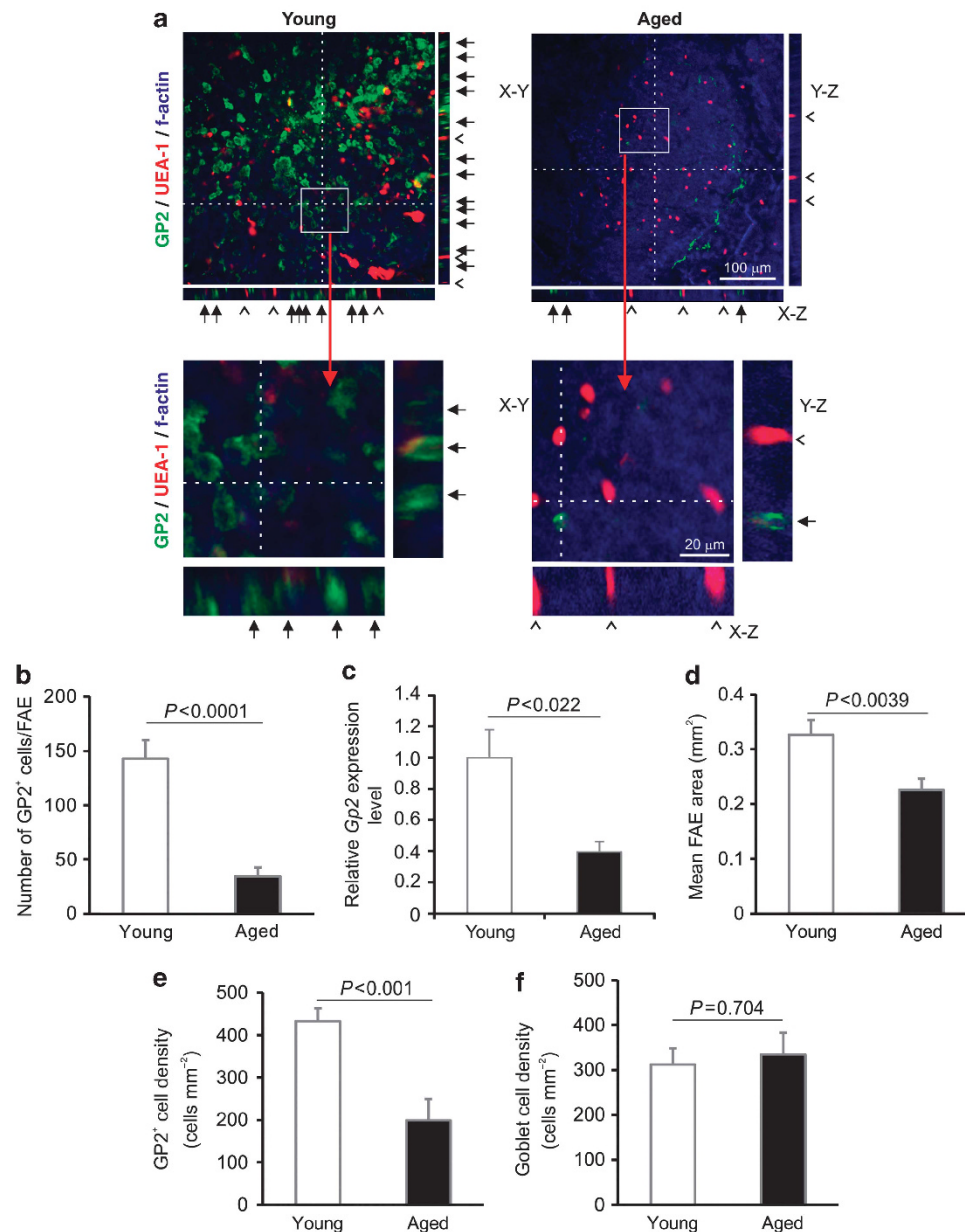 a
Young
Aged
GP2 / UEA-1 / f-actin
X-Y
Y-Z
100 μm
X-Z
GP2 / UEA-1 / f-actin
X-Y
Y-Z
20 μm
X-Z
b
Number of GP2⁺ cells/FAE
200
150
100
50
0
P<0.0001
Young
Aged
c
Relative Gp2 expression
level
1.4
1.2
1.0
0.8
0.6
0.4
0.2
0
P<0.022
Young
Aged
d
Mean FAE area (mm²)
0.4
0.3
0.2
0.1
0
P<0.0039
Young
Aged
e
GP2⁺ cell density
(cells mm⁻²)
500
400
300
200
100
0
P<0.001
Young
Aged
f
Goblet cell density
(cells mm⁻²)
500
400
300
200
100
0
P=0.704
Young
Aged